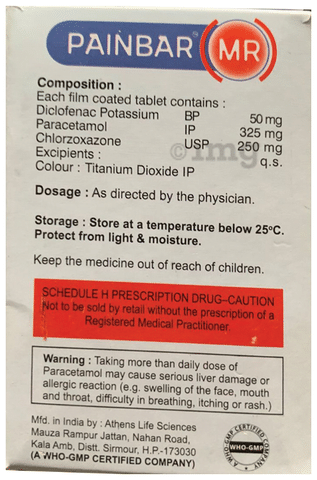 PAINBAR® MR
Composition :
Each film coated tablet contains :
Diclofenac Potassium BP 50 mg
Paracetamol IP 325 mg
Chlorzoxazone USP 250 mg
Excipients : q.s.
Colour : Titanium Dioxide IP
© 1mg
Dosage : As directed by the physician.
Storage : Store at a temperature below 25ºC.
Protect from light & moisture.
Keep the medicine out of reach of children.
SCHEDULE H PRESCRIPTION DRUG–CAUTION
Not to be sold by retail without the prescription of a
Registered Medical Practitioner.
Warning : Taking more than daily dose of
Paracetamol may cause serious liver damage or
allergic reaction (e.g. swelling of the face, mouth
and throat, difficulty in breathing, itching or rash.)
Mfd. in India by : Athens Life Sciences
Mauza Rampur Jattan, Nahan Road,
Kala Amb, Distt. Sirmour, H.P.-173030
(A WHO-GMP CERTIFIED COMPANY)
A WHO-GMP CERTIFIED COMPANY
WHO-GMP